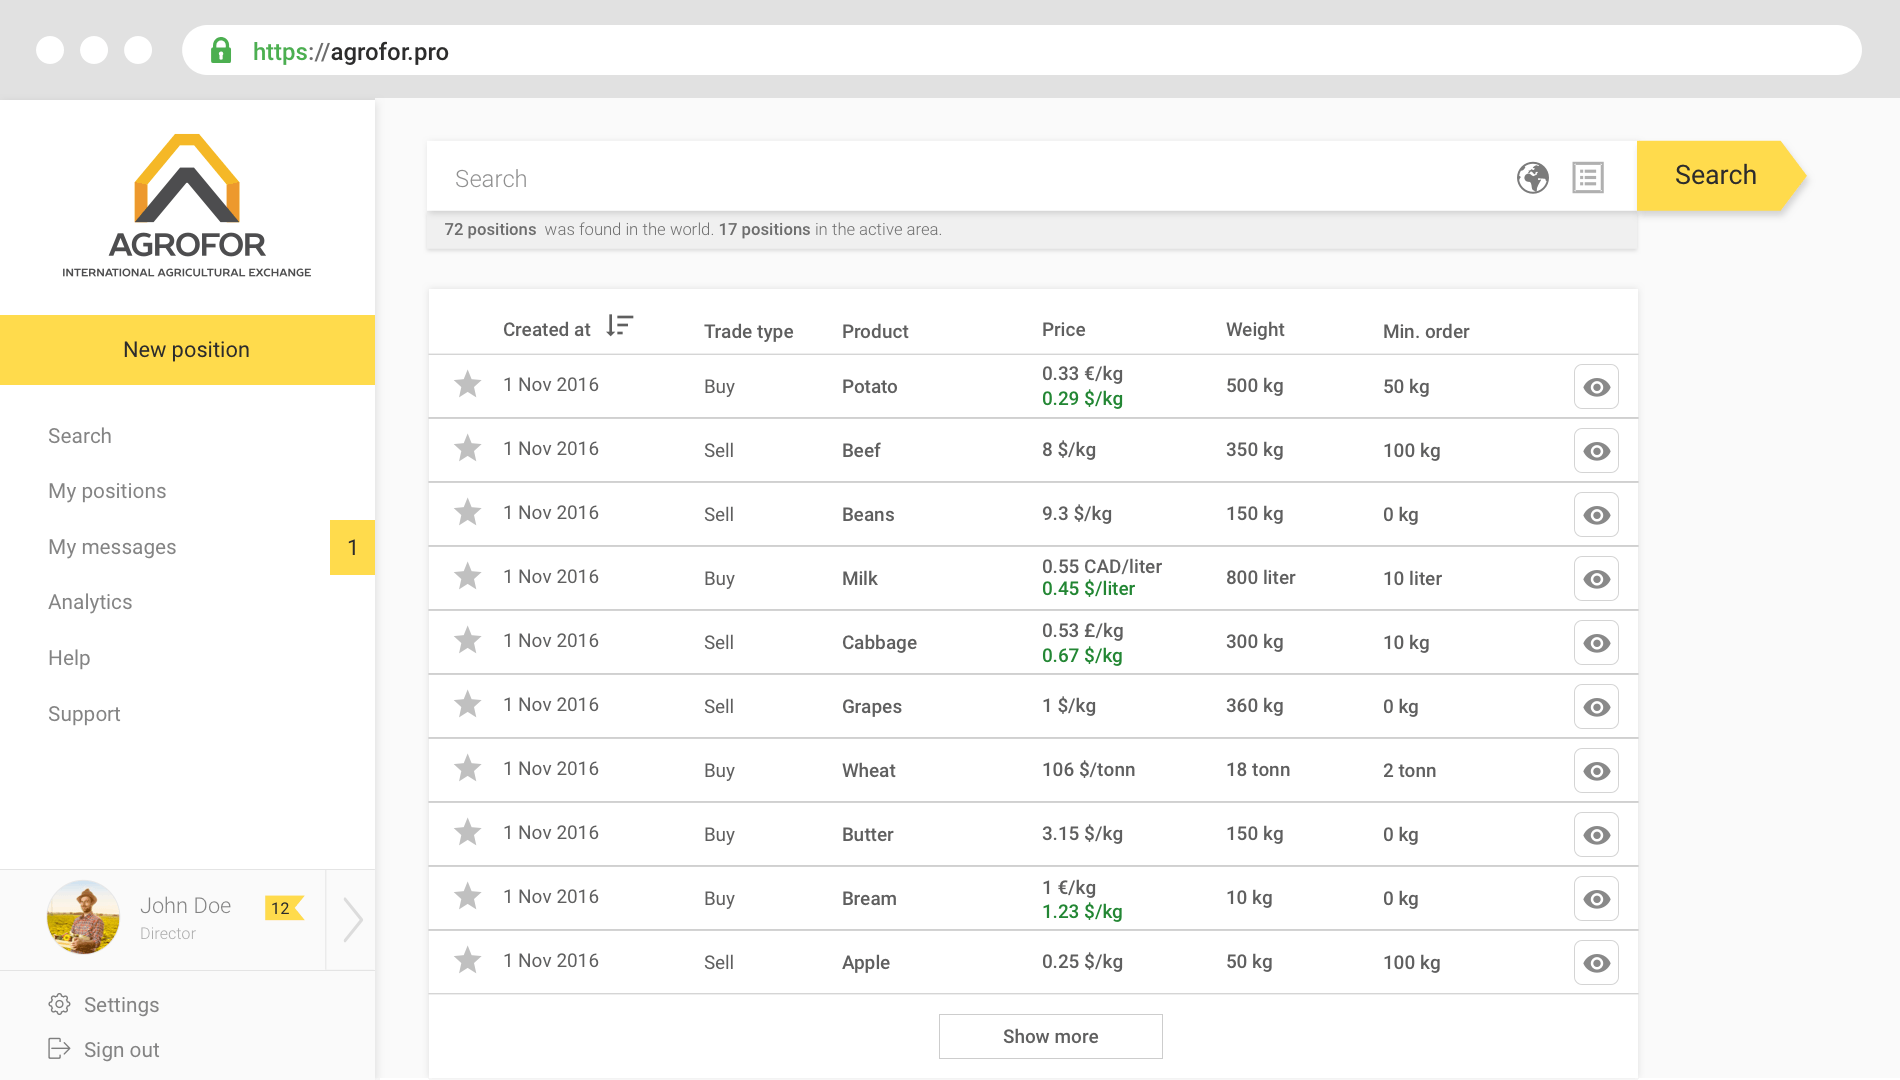 https://agrofor.pro
AGROFOR
INTERNATIONAL AGRICULTURAL EXCHANGE
New position
Search
My positions
My messages 1
Analytics
Help
Support
John Doe 12
Director
Settings
Sign out
Search Search
72 positions was found in the world. 17 positions in the active area.
Created at Trade type Product Price Weight Min. order
1 Nov 2016 Buy Potato 0.33 €/kg 500 kg 50 kg
0.29 $/kg
1 Nov 2016 Sell Beef 8 $/kg 350 kg 100 kg
1 Nov 2016 Sell Beans 9.3 $/kg 150 kg 0 kg
1 Nov 2016 Buy Milk 0.55 CAD/liter 800 liter 10 liter
0.45 $/liter
1 Nov 2016 Sell Cabbage 0.53 £/kg 300 kg 10 kg
0.67 $/kg
1 Nov 2016 Sell Grapes 1 $/kg 360 kg 0 kg
1 Nov 2016 Buy Wheat 106 $/tonn 18 tonn 2 tonn
1 Nov 2016 Buy Butter 3.15 $/kg 150 kg 0 kg
1 Nov 2016 Buy Bream 1 €/kg 10 kg 0 kg
1.23 $/kg
1 Nov 2016 Sell Apple 0.25 $/kg 50 kg 100 kg
Show more